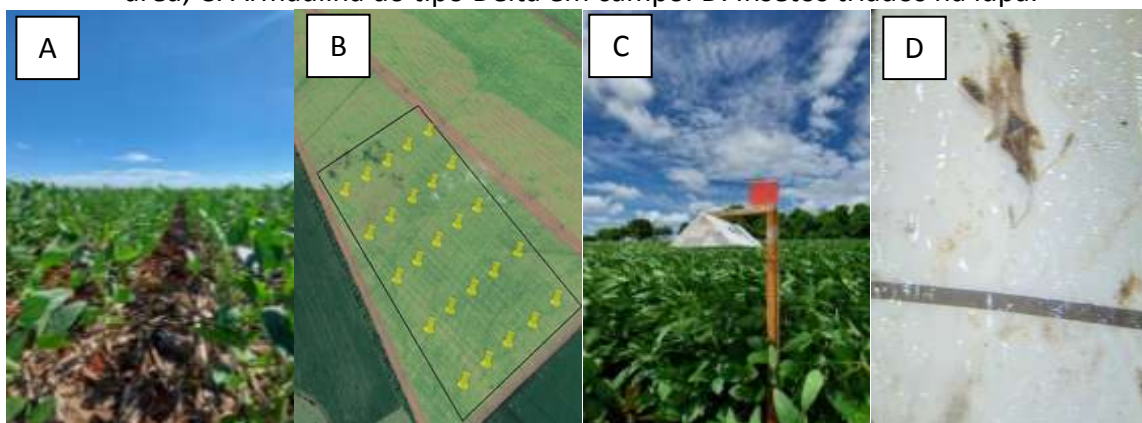 área; C. Armadilha do tipo Delta em campo. D. Insetos triados na lupa.
A B C D